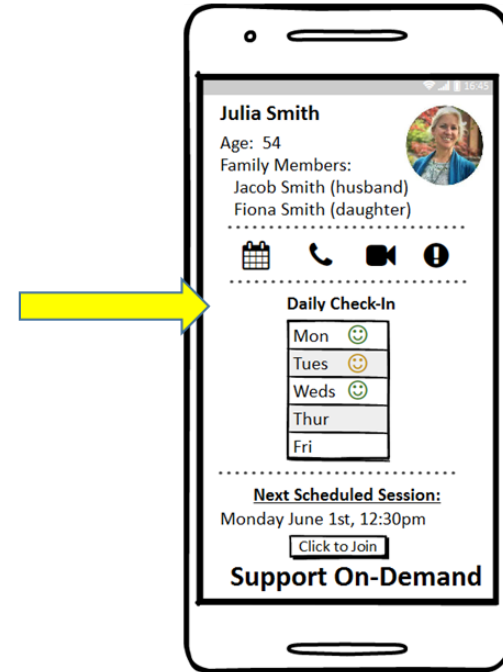 16:45
Julia Smith
Age: 54
Family Members:
Jacob Smith (husband)
Fiona Smith (daughter)
Daily Check-In
Mon
Tues
Weds
Thur
Fri
Next Scheduled Session:
Monday June 1st, 12:30pm
Click to Join
Support On-Demand